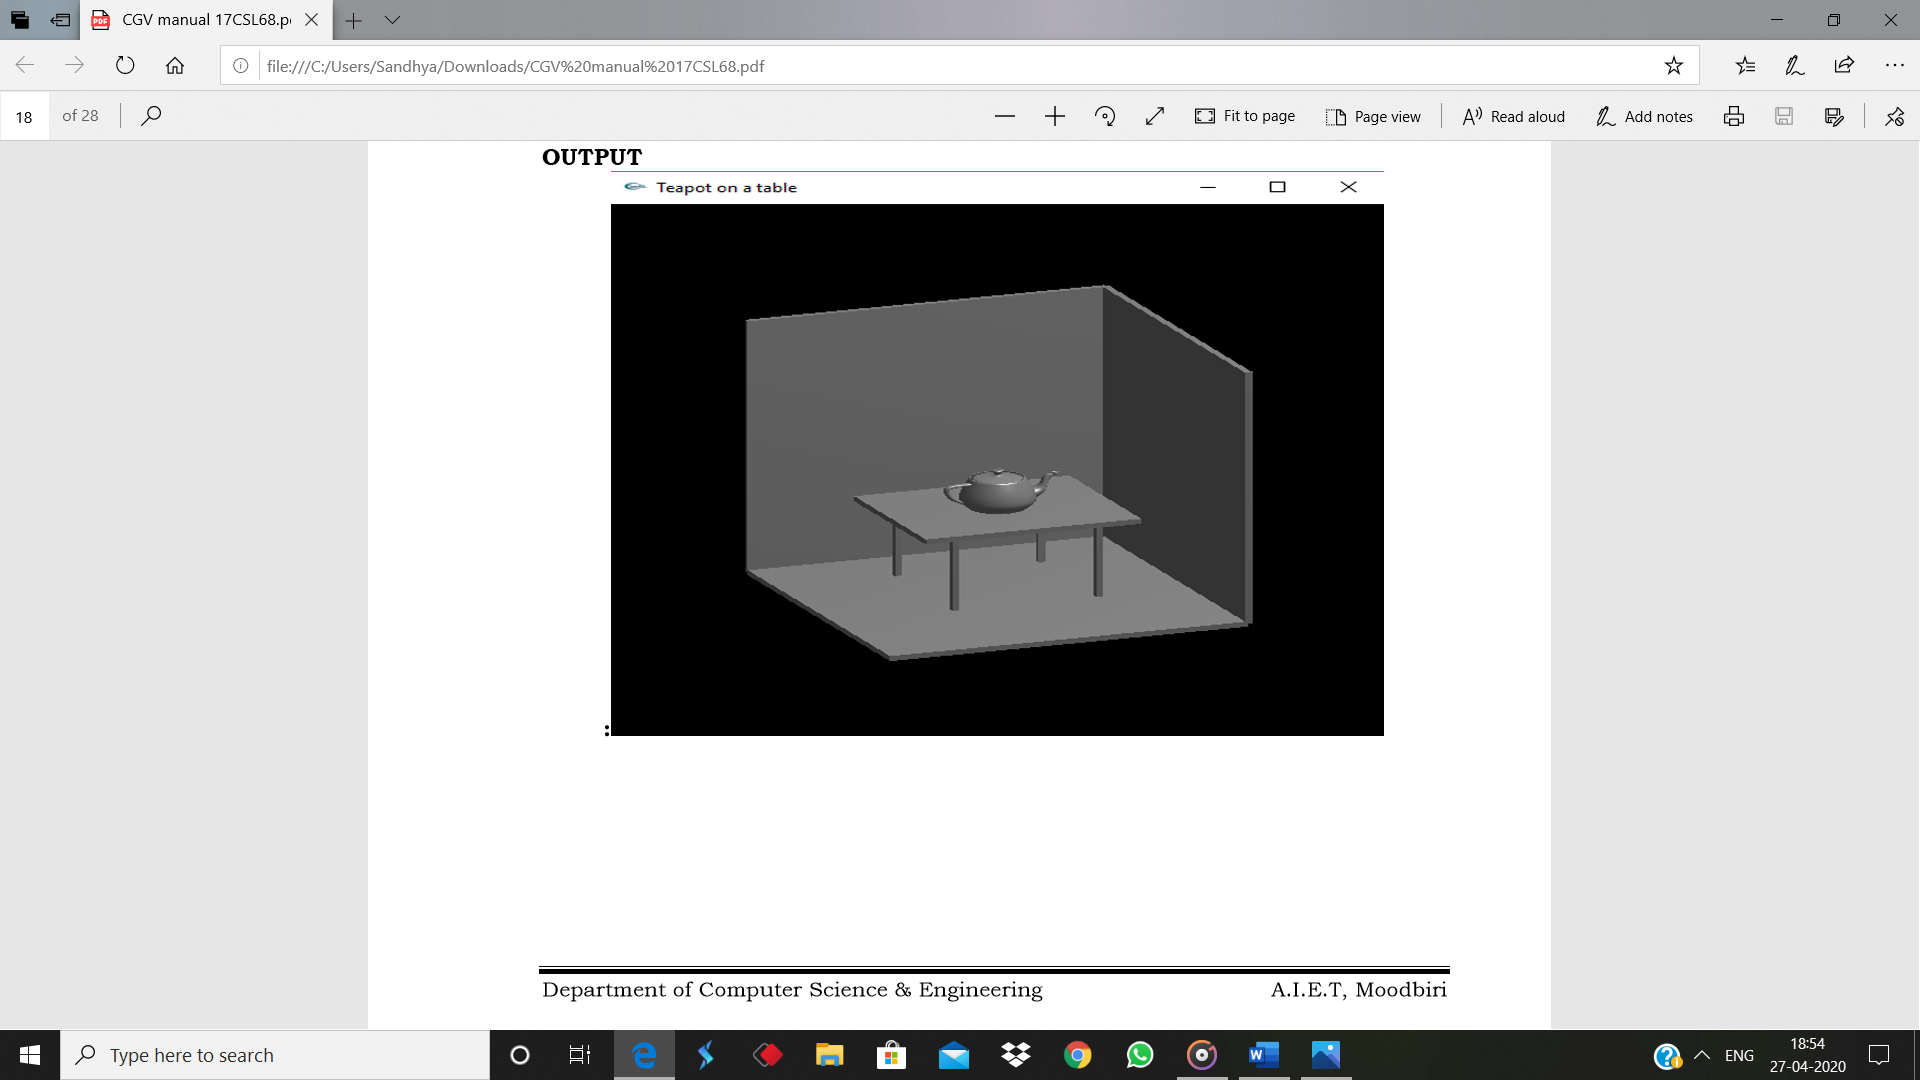 CGV manual 17CSL68.p
file:///C:/Users/Sandhya/Downloads/CGV%20manual%2017CSL68.pdf
18 of 28 Fit to page Page view Read aloud Add notes
OUTPUT
Teapot on a table
:
Department of Computer Science & Engineering A.I.E.T, Moodbiri
Type here to search
ENG
18:54
27-04-2020